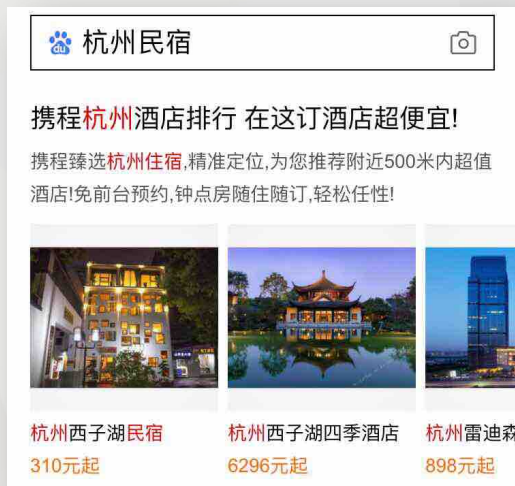 杭州民宿
携程杭州酒店排行 在这订酒店超便宜!
携程臻选杭州住宿,精准定位,为您推荐附近500米内超值
酒店!免前台预约,钟点房随住随订,轻松任性!
杭州西子湖民宿
杭州西子湖四季酒店
杭州雷迪森
310元起
6296元起
898元起